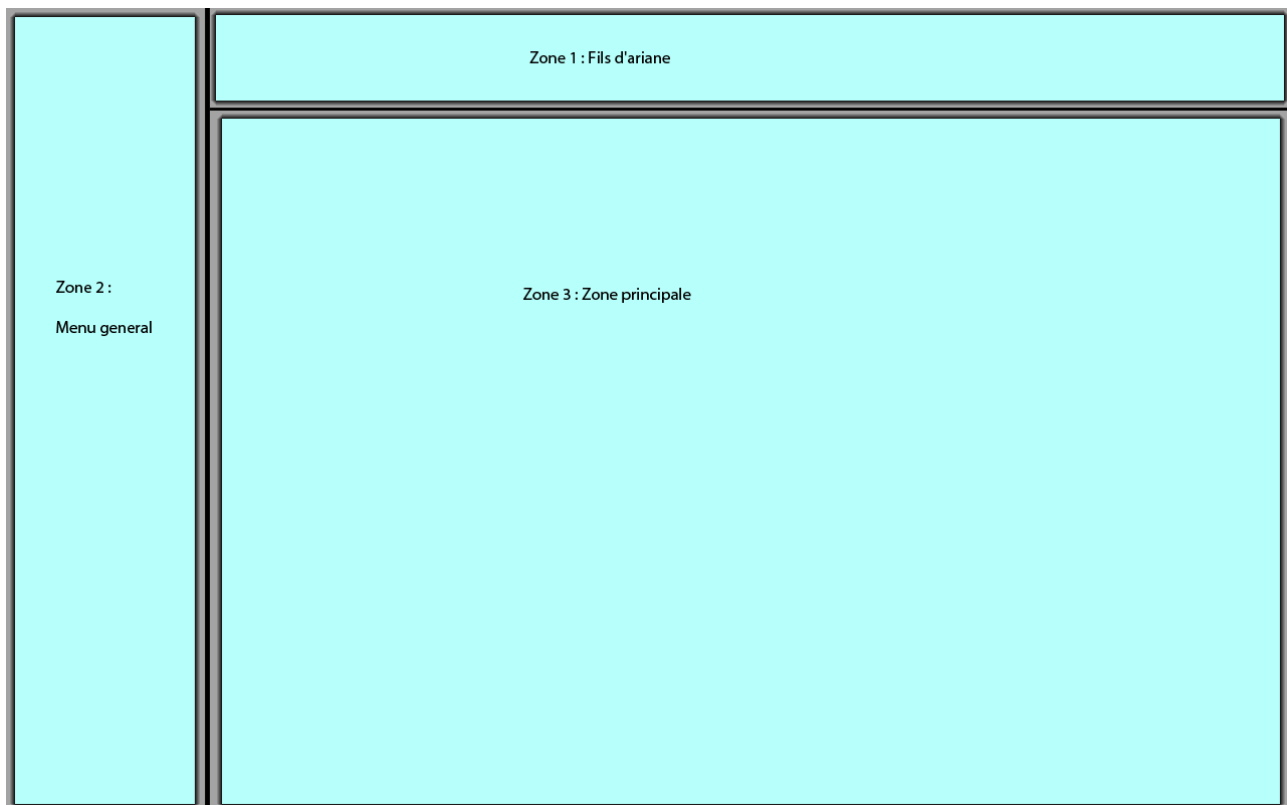 Zone 1 : Fils d'ariane
Zone 2 :
Menu general
Zone 3 : Zone principale